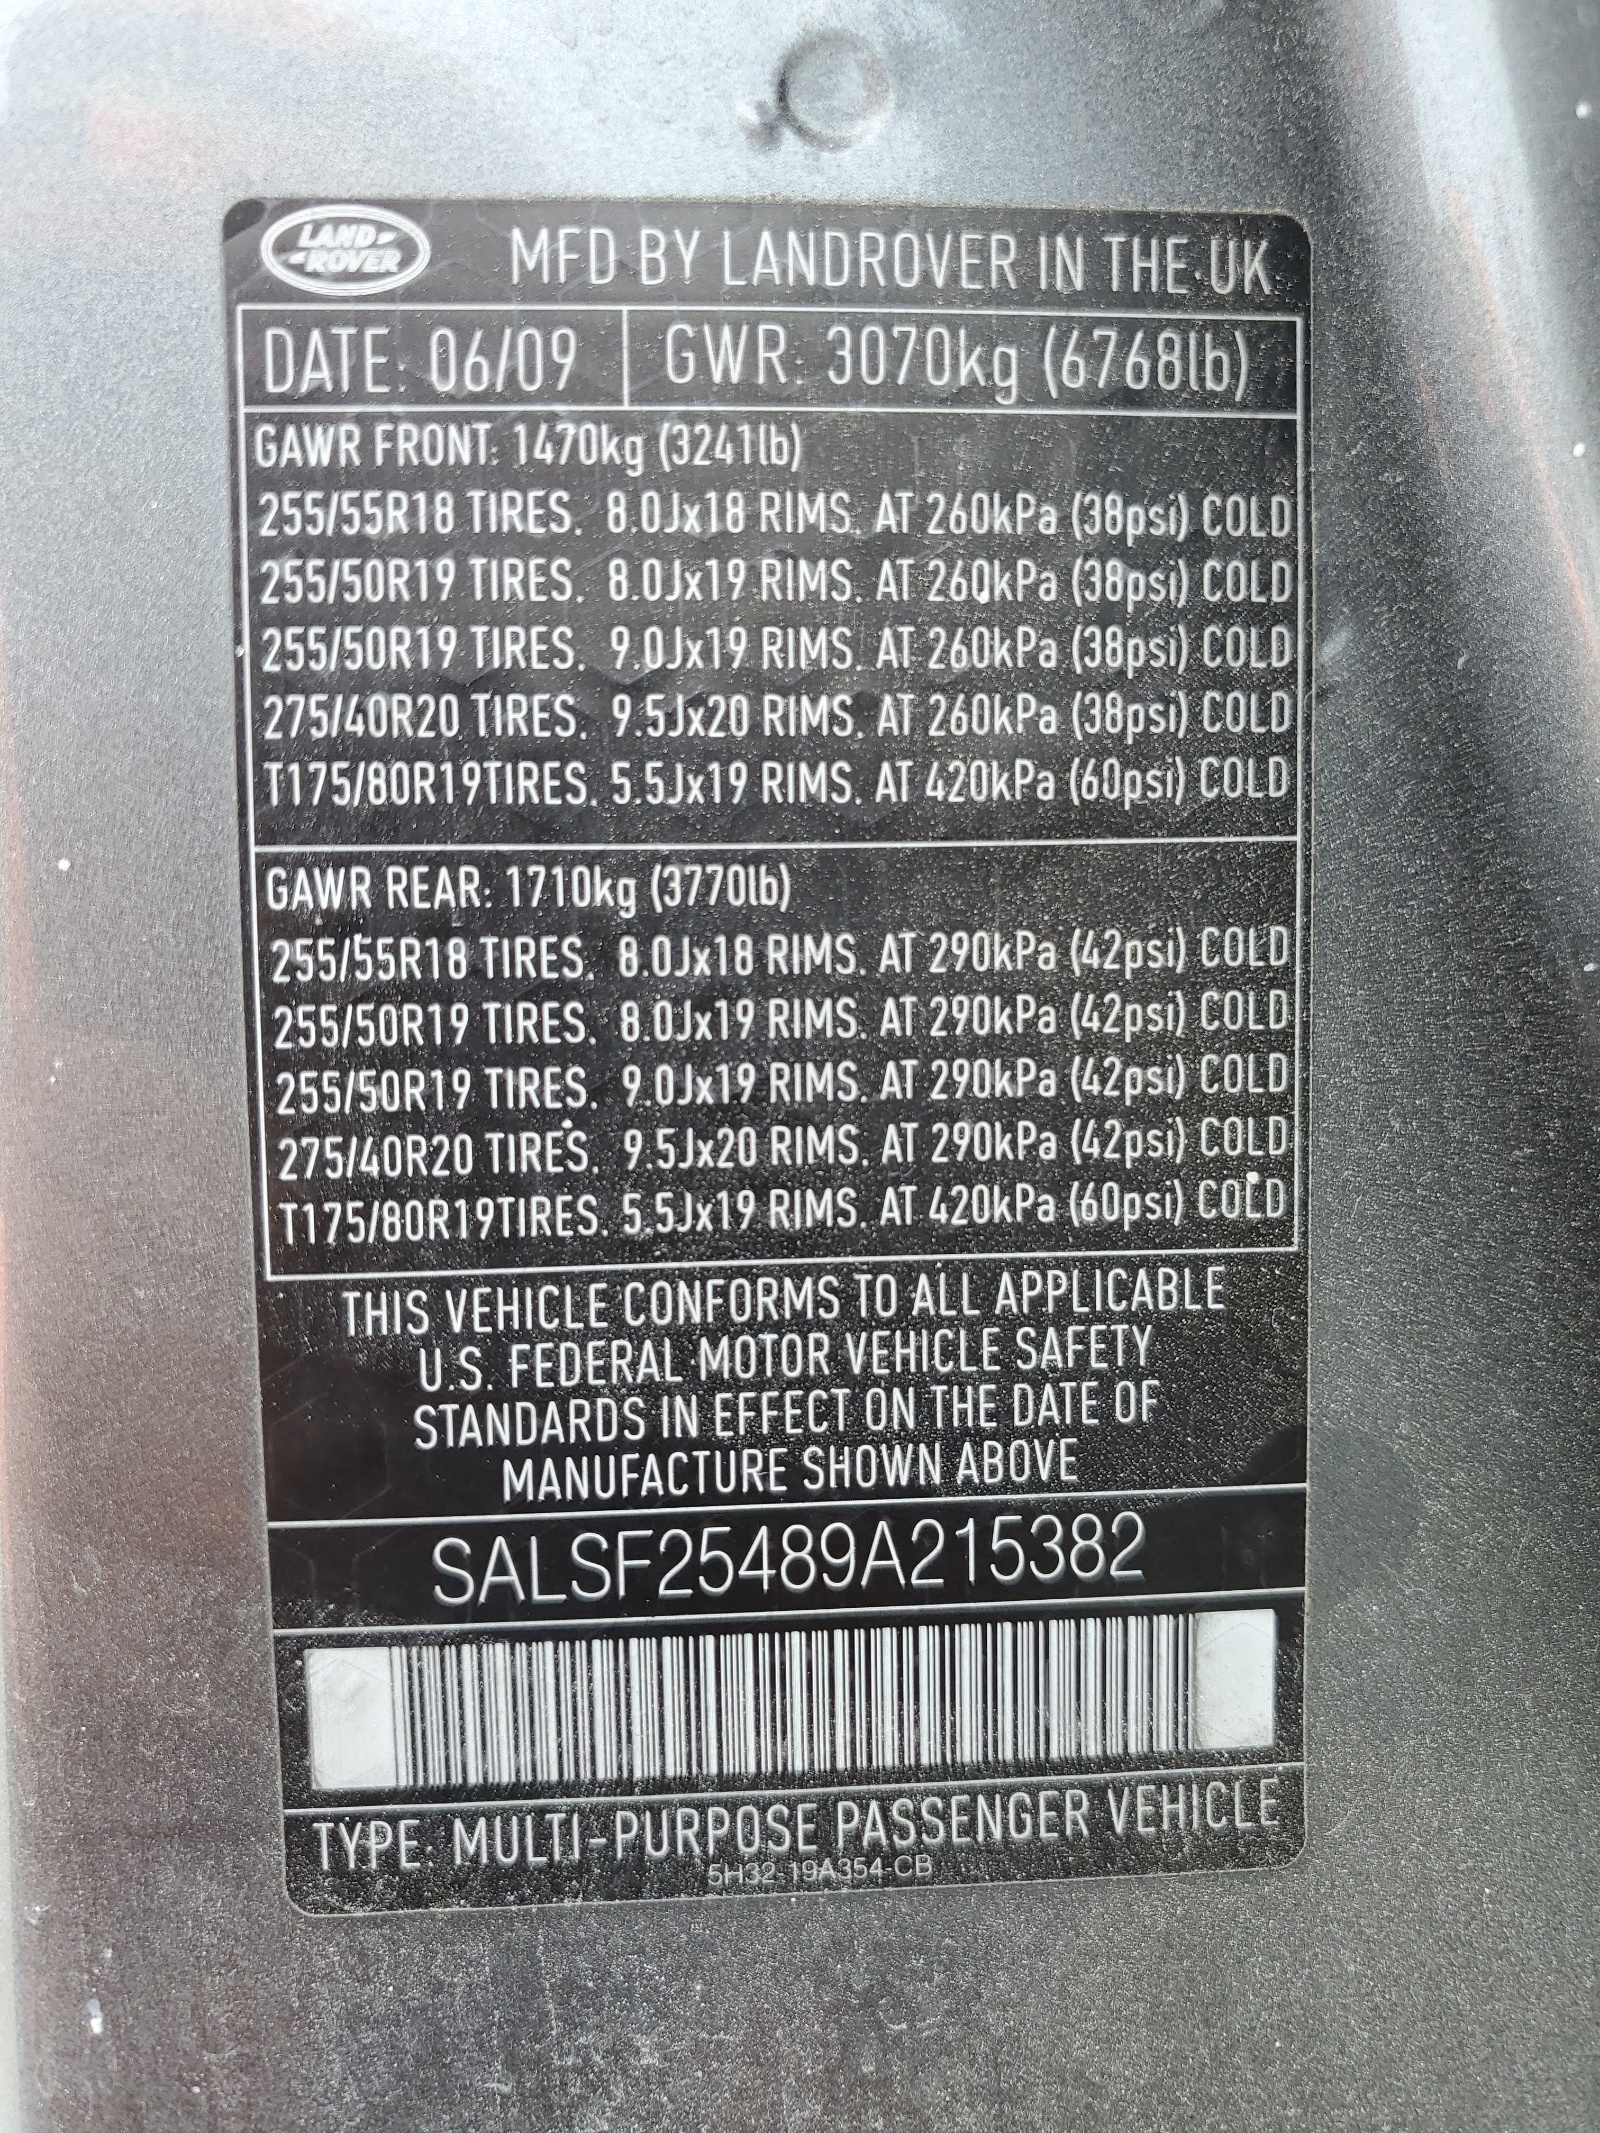 LAND
ROVER
MFD BY LANDROVER IN THE UK
DATE: 06/09
GWR: 3070kg (6768lb)
GAWR FRONT: 1470kg (3241lb)
255/55R18 TIRES. 8.0Jx18 RIMS. AT 260kPa (38psi) COLD
255/50R19 TIRES. 8.0Jx19 RIMS. AT 260kPa (38psi) COLD
255/50R19 TIRES. 9.0Jx19 RIMS. AT 260kPa (38psi) COLD
275/40R20 TIRES. 9.5Jx20 RIMS. AT 260kPa (38psi) COLD
T175/80R19TIRES. 5.5Jx19 RIMS. AT 420kPa (60psi) COLD
GAWR REAR: 1710kg (3770lb)
255/55R18 TIRES. 8.0Jx18 RIMS. AT 290kPa (42psi) COLD
255/50R19 TIRES. 8.0Jx19 RIMS. AT 290kPa (42psi) COLD
255/50R19 TIRES. 9.0Jx19 RIMS. AT 290kPa (42psi) COLD
275/40R20 TIRES. 9.5Jx20 RIMS. AT 290kPa (42psi) COLD
T175/80R19TIRES. 5.5Jx19 RIMS. AT 420kPa (60psi) COLD
THIS VEHICLE CONFORMS TO ALL APPLICABLE
U.S. FEDERAL MOTOR VEHICLE SAFETY
STANDARDS IN EFFECT ON THE DATE OF
MANUFACTURE SHOWN ABOVE
SALSF25489A215382
TYPE: MULTI-PURPOSE PASSENGER VEHICLE
5H32-19A354-CB